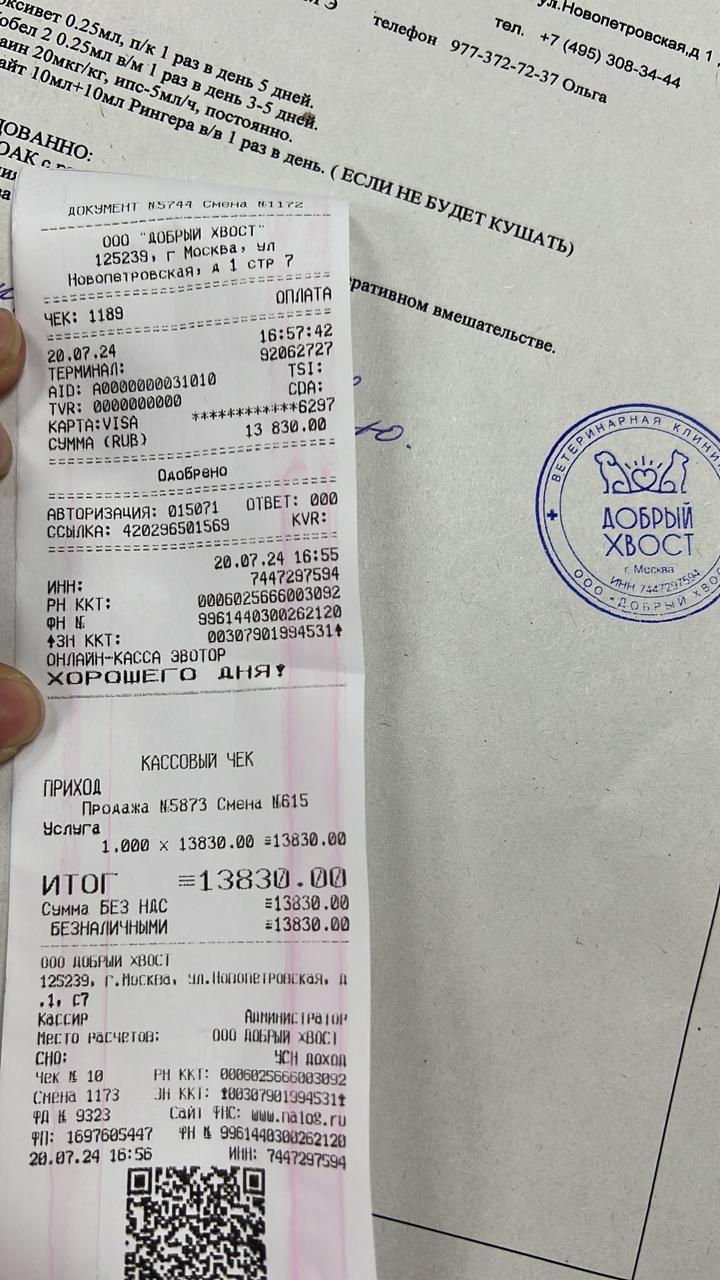 ул.Новопетровская,д 1
тел. +7 (495) 308-34-44
телефон 977-372-72-37 Ольга
0.25мл, п/к 1 раз в день 5 дней.
2 0.25мл в/м 1 раз в день 3-5 дней.
20мкг/кг, ипс-5мл/ч, постоянно.
10мл+10мл Рингера в/в 1 раз в день. ( ЕСЛИ НЕ БУДЕТ КУШАТЬ)
ОАК с
вмешательстве.
ДОКУМЕНТ №5744 Смена №1172
ООО "ДОБРЫЙ ХВОСТ"
125239, г Москва, ул
Новопетровская, д 1 стр 7
ЧЕК: 1189 ОПЛАТА
20.07.24 16:57:42
ТЕРМИНАЛ: 92062727
AID: A0000000031010 TSI:
TVR: 0000000000 CDA:
КАРТА:VISA ************6297
СУММА (RUB) 13 830.00
Одобрено
АВТОРИЗАЦИЯ: 015071 ОТВЕТ: 000
ССЫЛКА: 420296501569 KVR:
20.07.24 16:55
ИНН: 7447297594
РН ККТ: 0006025666003092
ФН № 9961440300262120
↑ЗН ККТ: 00307901994531↑
ОНЛАЙН-КАССА ЭВОТОР
ХОРОШЕГО ДНЯ!
КАССОВЫЙ ЧЕК
ПРИХОД
Продажа №5873 Смена №615
Услуга
1.000 x 13830.00 =13830.00
ИТОГ =13830.00
Сумма БЕЗ НДС =13830.00
БЕЗНАЛИЧНЫМИ =13830.00
ООО ДОБРЫЙ ХВОСТ
125239, г.Москва, ул.Новопетровская, д
.1, с7
Кассир Администратор
Место расчетов: ООО ДОБРЫЙ ХВОСТ
СНО: УСН ДОХОД
Чек № 10 РН ККТ: 0006025666003092
Смена 1173 ЗН ККТ: ↑00307901994531↑
ФД № 9323 Сайт ФНС: www.nalog.ru
ФП: 1697605447 ФН № 9961440300262120
20.07.24 16:56 ИНН: 7447297594
ВЕТЕРИНАРНАЯ
ДОБРЫЙ
ХВОСТ
г. Москва
ИНН 7447297594
ООО "ДОБРЫЙ